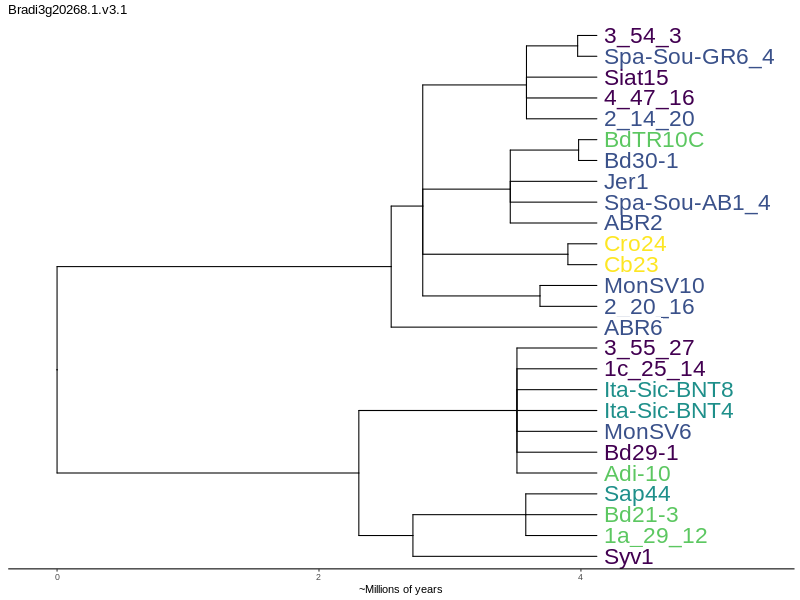 Bradi3g20268.1.v3.1
3_54_3
Spa-Sou-GR6_4
Siat15
4_47_16
2_14_20
BdTR10C
Bd30-1
Jer1
Spa-Sou-AB1_4
ABR2
Cro24
Cb23
MonSV10
2_20_16
ABR6
3_55_27
1c_25_14
Ita-Sic-BNT8
Ita-Sic-BNT4
MonSV6
Bd29-1
Adi-10
Sap44
Bd21-3
1a_29_12
Syv1
0 2 4
~Millions of years